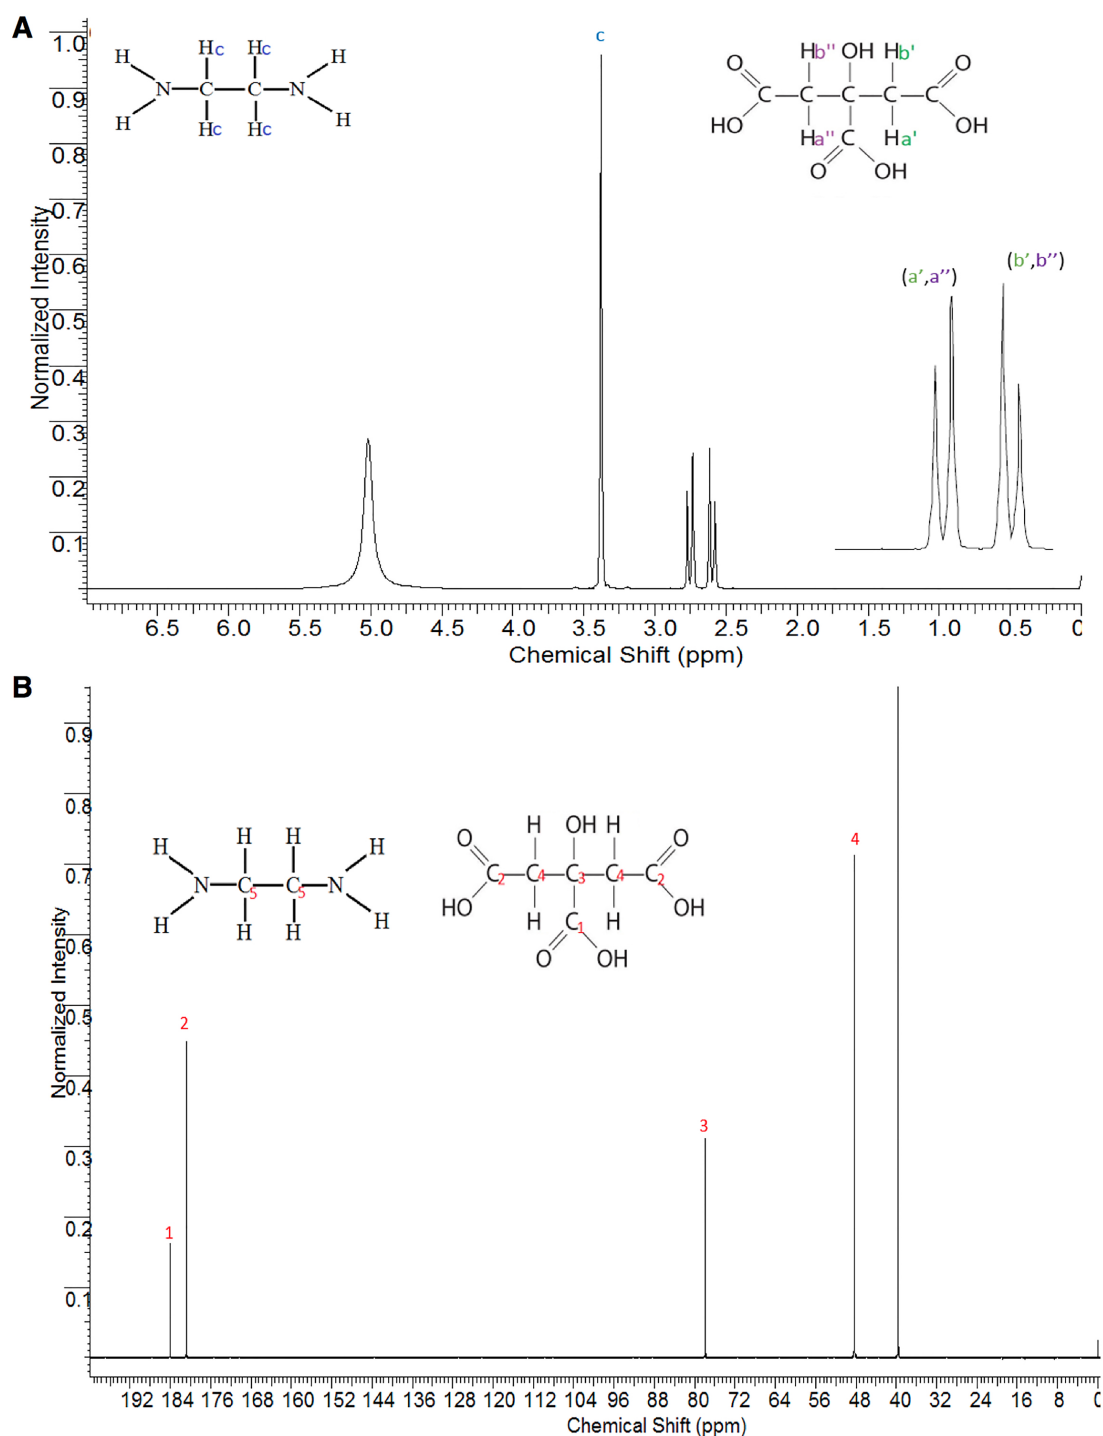 A
1.0
0.9
0.8
0.7
0.6
0.5
0.4
0.3
0.2
0.1
Normalized Intensity
H Hc Hc H
N C C N
H Hc Hc H
c
O Hb'' OH Hb' O
C C C C C
HO Ha'' C Ha' OH
O OH
(a',a'')
(b',b'')
6.5 6.0 5.5 5.0 4.5 4.0 3.5 3.0 2.5 2.0 1.5 1.0 0.5 0
Chemical Shift (ppm)
B
0.9
0.8
0.7
0.6
0.5
0.4
0.3
0.2
0.1
Normalized Intensity
H H H H
N C5 C5 N
H H H H
O H OH H O
C2 C4 C3 C4 C2
HO H C1 H OH
O OH
1
2
3
4
192 184 176 168 160 152 144 136 128 120 112 104 96 88 80 72 64 56 48 40 32 24 16 8 0
Chemical Shift (ppm)